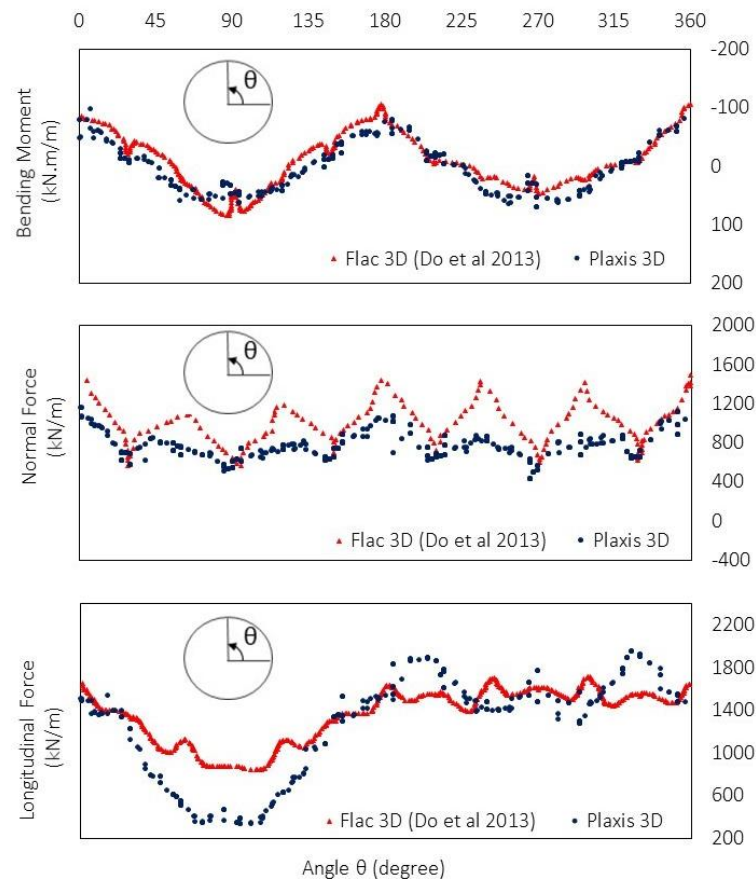 0 45 90 135 180 225 270 315 360
-200
-100
0
100
200
Bending Moment
(kN.m/m)
θ
Flac 3D (Do et al 2013) Plaxis 3D
2000
1600
1200
800
400
0
-400
Normal Force
(kN/m)
θ
Flac 3D (Do et al 2013) Plaxis 3D
2200
1800
1400
1000
600
200
Longitudinal Force
(kN/m)
θ
Flac 3D (Do et al 2013) Plaxis 3D
Angle θ (degree)